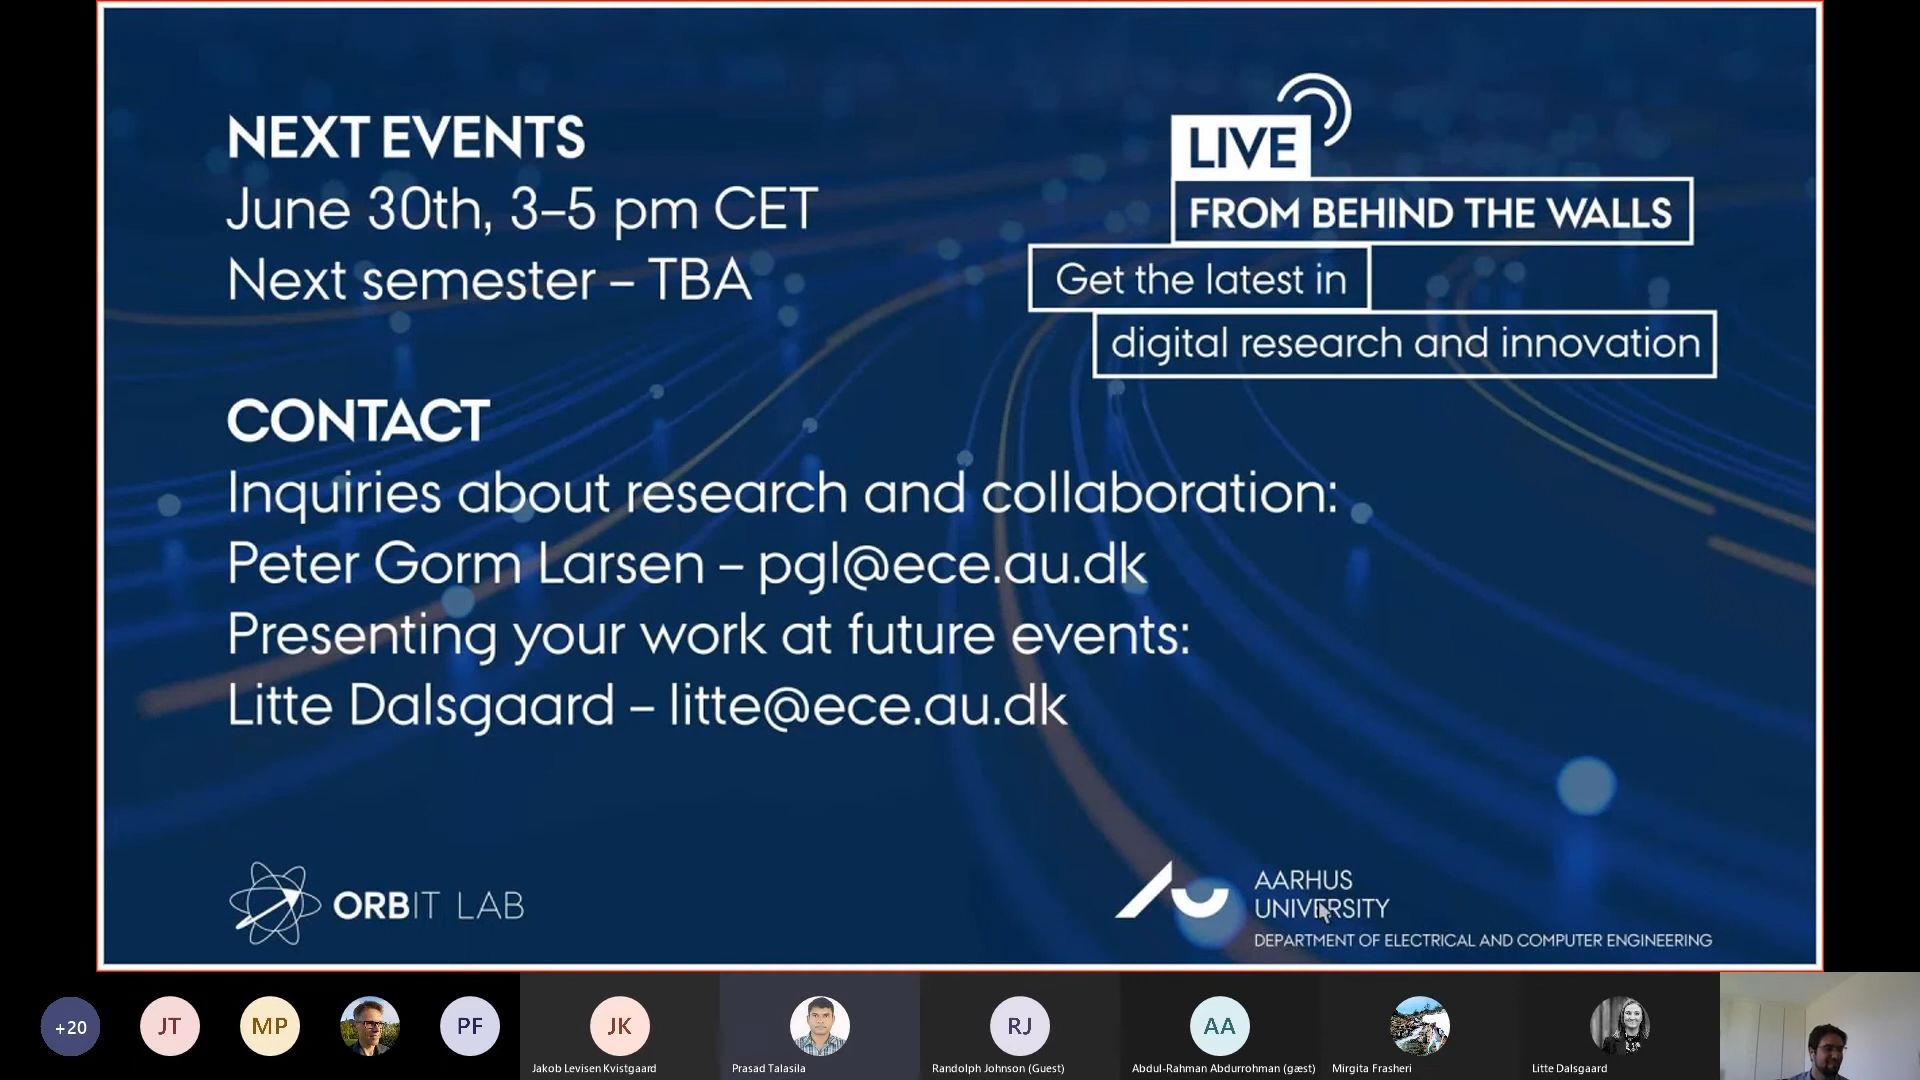 NEXT EVENTS
June 30th, 3–5 pm CET
Next semester – TBA
LIVE
FROM BEHIND THE WALLS
Get the latest in
digital research and innovation
CONTACT
Inquiries about research and collaboration:
Peter Gorm Larsen – pgl@ece.au.dk
Presenting your work at future events:
Litte Dalsgaard – litte@ece.au.dk
ORBIT LAB
AARHUS
UNIVERSITY
DEPARTMENT OF ELECTRICAL AND COMPUTER ENGINEERING
+20
JT
MP
PF
JK
RJ
AA
Jakob Levisen Kvistgaard
Prasad Talasila
Randolph Johnson (Guest)
Abdul-Rahman Abdurrohman (gæst)
Mirgita Frasheri
Litte Dalsgaard